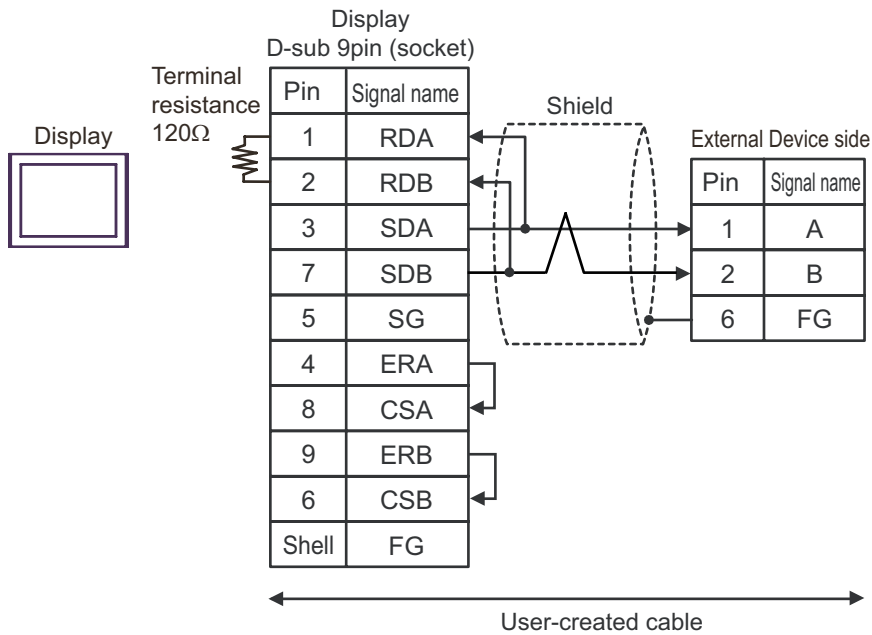 Display
D-sub 9pin (socket)
Terminal
resistance
120Ω
Display
Shield
External Device side
Pin Signal name
1 RDA
2 RDB
3 SDA
7 SDB
5 SG
4 ERA
8 CSA
9 ERB
6 CSB
Shell FG
Pin Signal name
1 A
2 B
6 FG
User-created cable